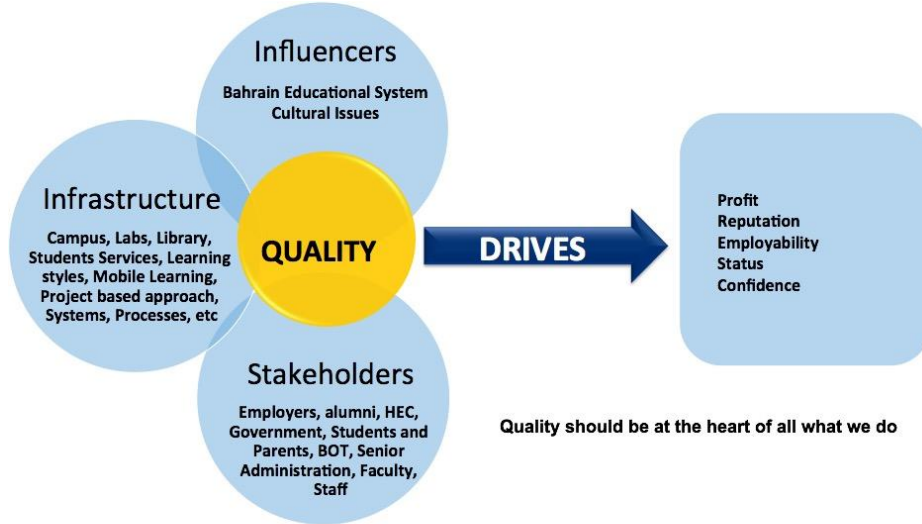 Influencers
Bahrain Educational System
Cultural Issues
Infrastructure
Campus, Labs, Library,
Students Services, Learning
styles, Mobile Learning,
Project based approach,
Systems, Processes, etc
QUALITY
DRIVES
Profit
Reputation
Employability
Status
Confidence
Stakeholders
Employers, alumni, HEC,
Government, Students and
Parents, BOT, Senior
Administration, Faculty,
Staff
Quality should be at the heart of all what we do